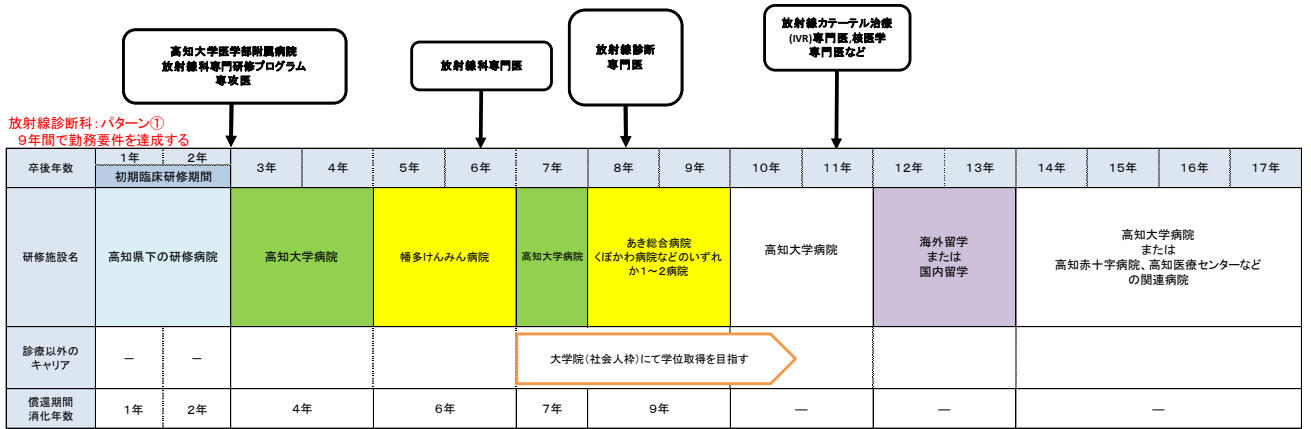 高知大学医学部附属病院
放射線科専門研修プログラム
専攻医
放射線科専門医
放射線診断
専門医
放射線カテーテル治療
(IVR)専門医,核医学
専門医など
放射線診断科:パターン①
9年間で勤務要件を達成する
卒後年数 1年 2年 3年 4年 5年 6年 7年 8年 9年 10年 11年 12年 13年 14年 15年 16年 17年
初期臨床研修期間
研修施設名
高知県下の研修病院
高知大学病院
幡多けんみん病院
高知大学病院
あき総合病院
くぼかわ病院などのいずれ
か1～2病院
高知大学病院
海外留学
または
国内留学
高知大学病院
または
高知赤十字病院、高知医療センターなど
の関連病院
診療以外の
キャリア
― ―
大学院(社会人枠)にて学位取得を目指す
償還期間
消化年数
1年 2年 4年 6年 7年 9年 ― ― ―